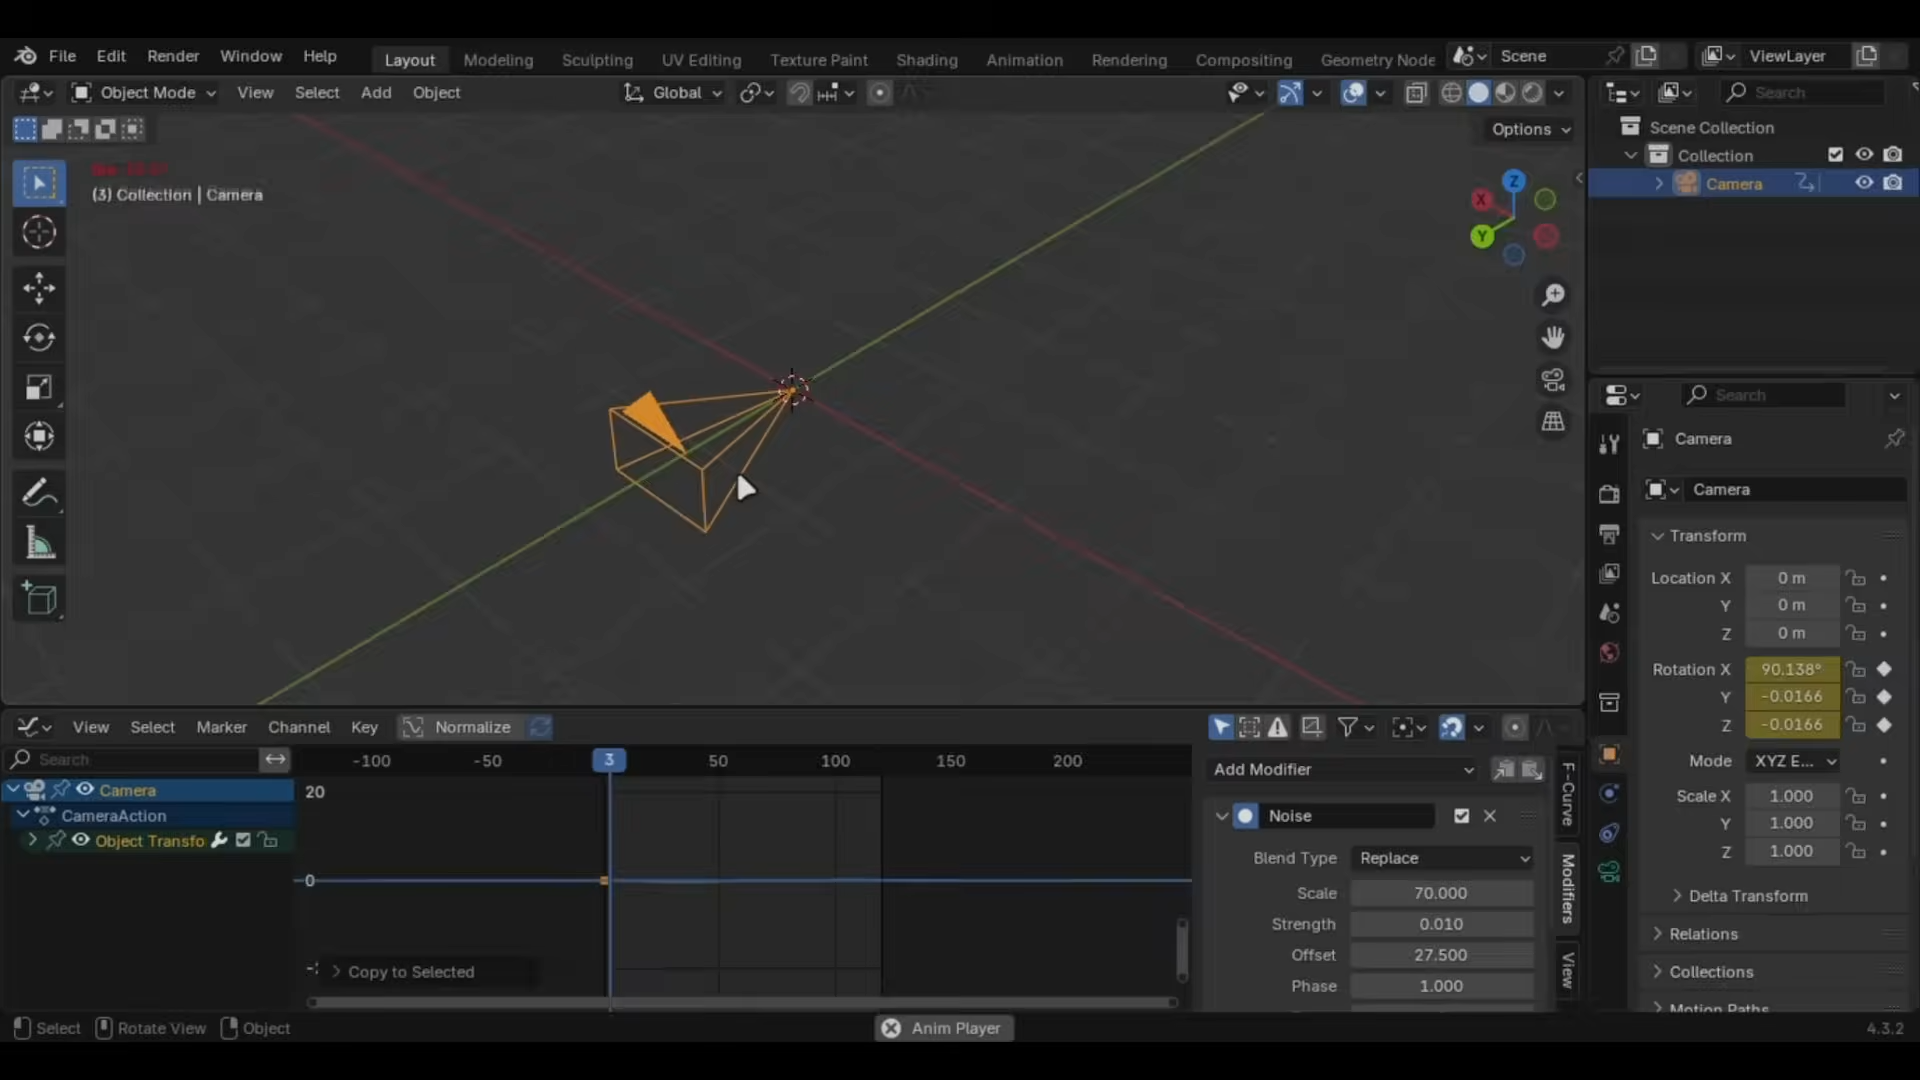 File Edit Render Window Help Layout Modeling Sculpting UV Editing Texture Paint Shading Animation Rendering Compositing Geometry Node Scene ViewLayer
Object Mode View Select Add Object Global Search
Options
Scene Collection
Collection
(3) Collection | Camera
Camera
Z
X
Y
Search
Camera
Camera
Transform
Location X 0 m
Y 0 m
Z 0 m
Rotation X 90.138°
Y -0.0166
Z -0.0166
Mode XYZ E...
Scale X 1.000
Y 1.000
Z 1.000
Delta Transform
Relations
Collections
Motion Paths
View Select Marker Channel Key Normalize
Search
-100 -50 3 50 100 150 200
Camera
CameraAction
Object Transfo
20
0
Copy to Selected
Add Modifier
Noise
Blend Type Replace
Scale 70.000
Strength 0.010
Offset 27.500
Phase 1.000
F-Curve
Modifiers
View
Select Rotate View Object Anim Player 4.3.2